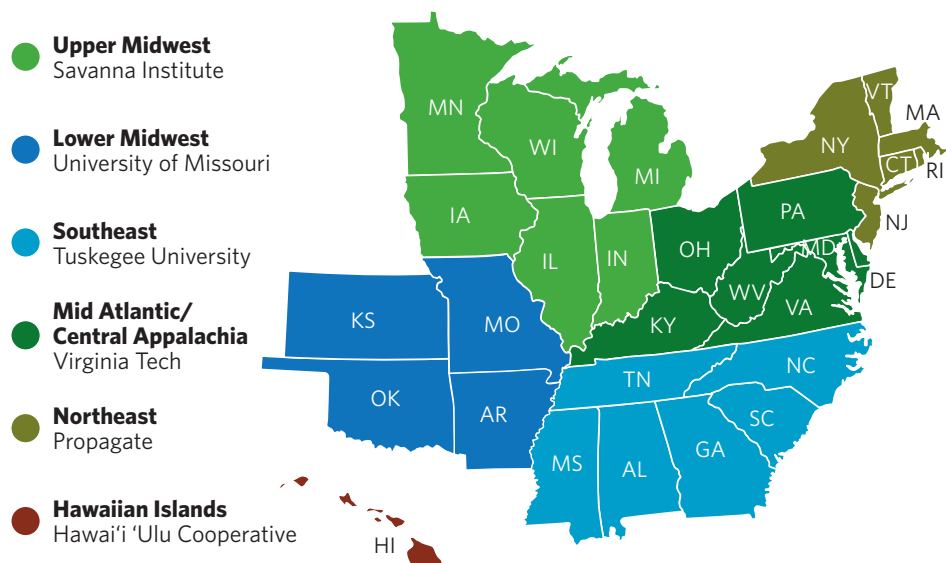 Upper Midwest
Savanna Institute
Lower Midwest
University of Missouri
Southeast
Tuskegee University
Mid Atlantic/
Central Appalachia
Virginia Tech
Northeast
Propagate
Hawaiian Islands
Hawai‘i ‘Ulu Cooperative
MN
WI
MI
IA
IL
IN
OH
PA
NY
VT
MA
CT
RI
NJ
MD
DE
WV
VA
KY
KS
MO
OK
AR
TN
NC
SC
MS
AL
GA
HI